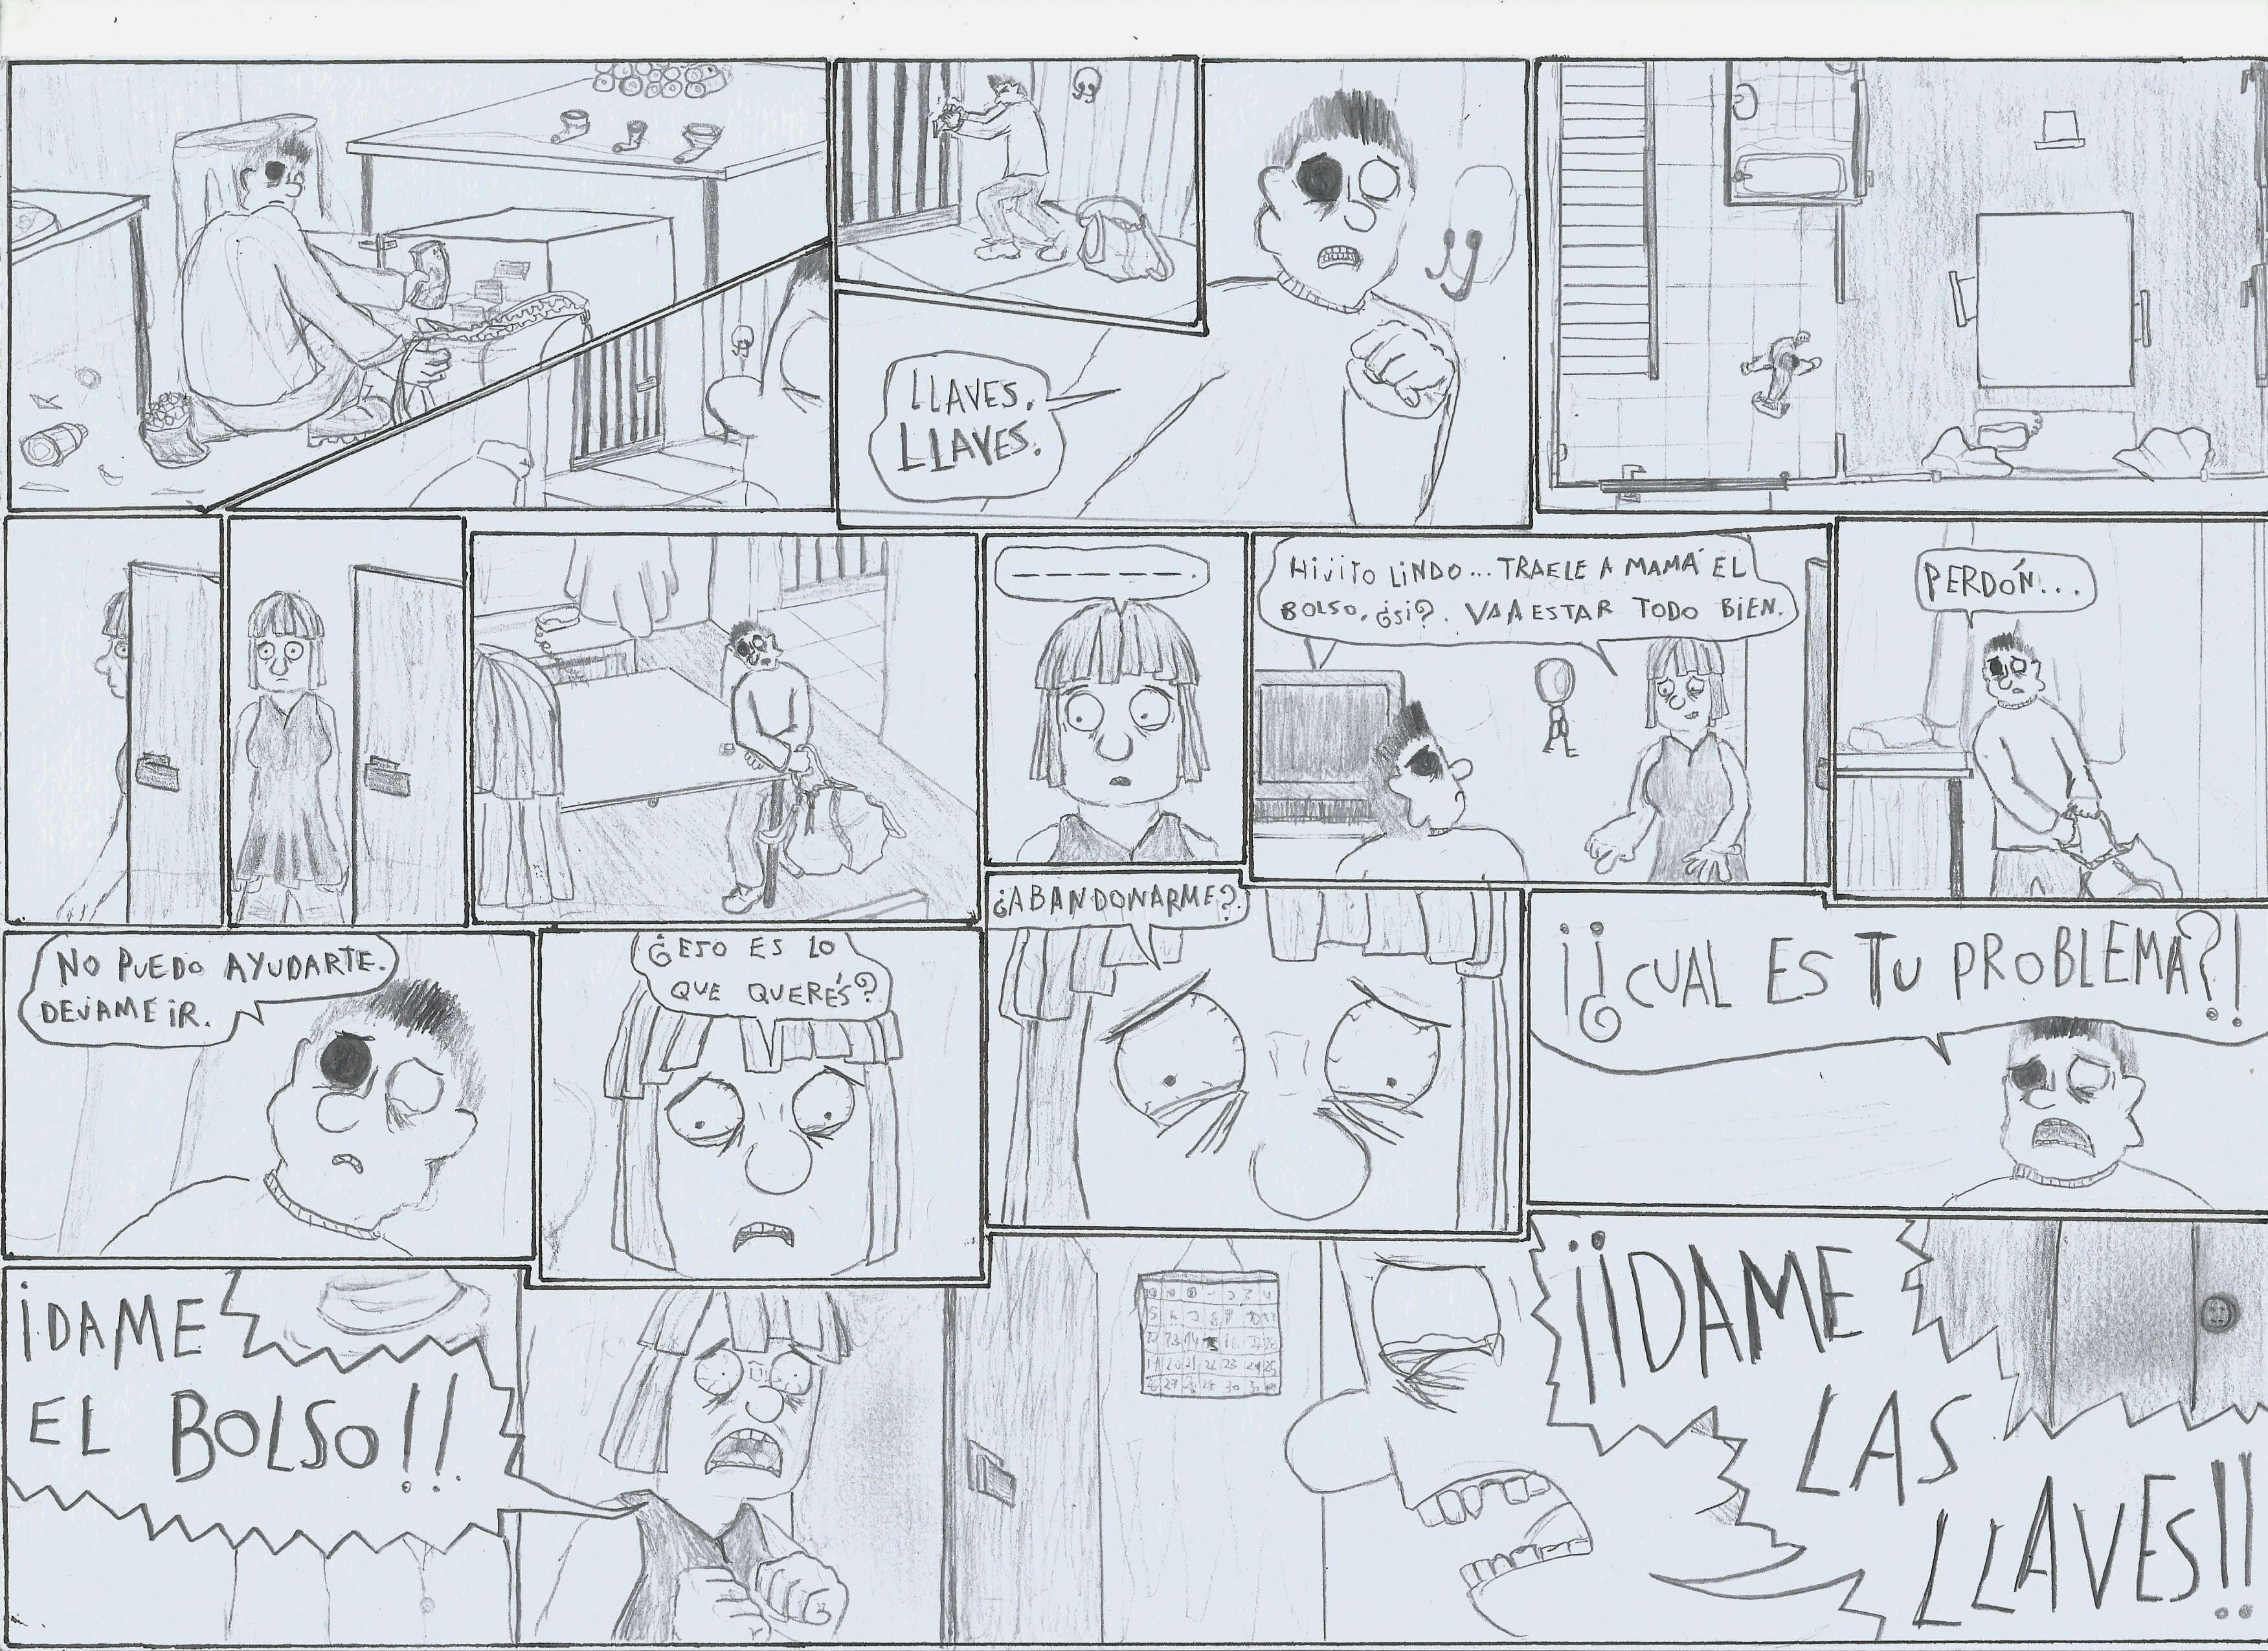 LLAVES.
LLAVES.
— — — — — —.
HIJITO LINDO... TRAELE A MAMÁ EL
BOLSO, ¿SI?. VA A ESTAR TODO BIEN.
PERDÓN...
NO PUEDO AYUDARTE.
DEJAME IR.
¿ESO ES LO
QUE QUERÉS?
¿ABANDONARME?
¡¡¿CUAL ES TU PROBLEMA?!
¡DAME
EL BOLSO!!
¡¡DAME
LAS
LLAVES!!